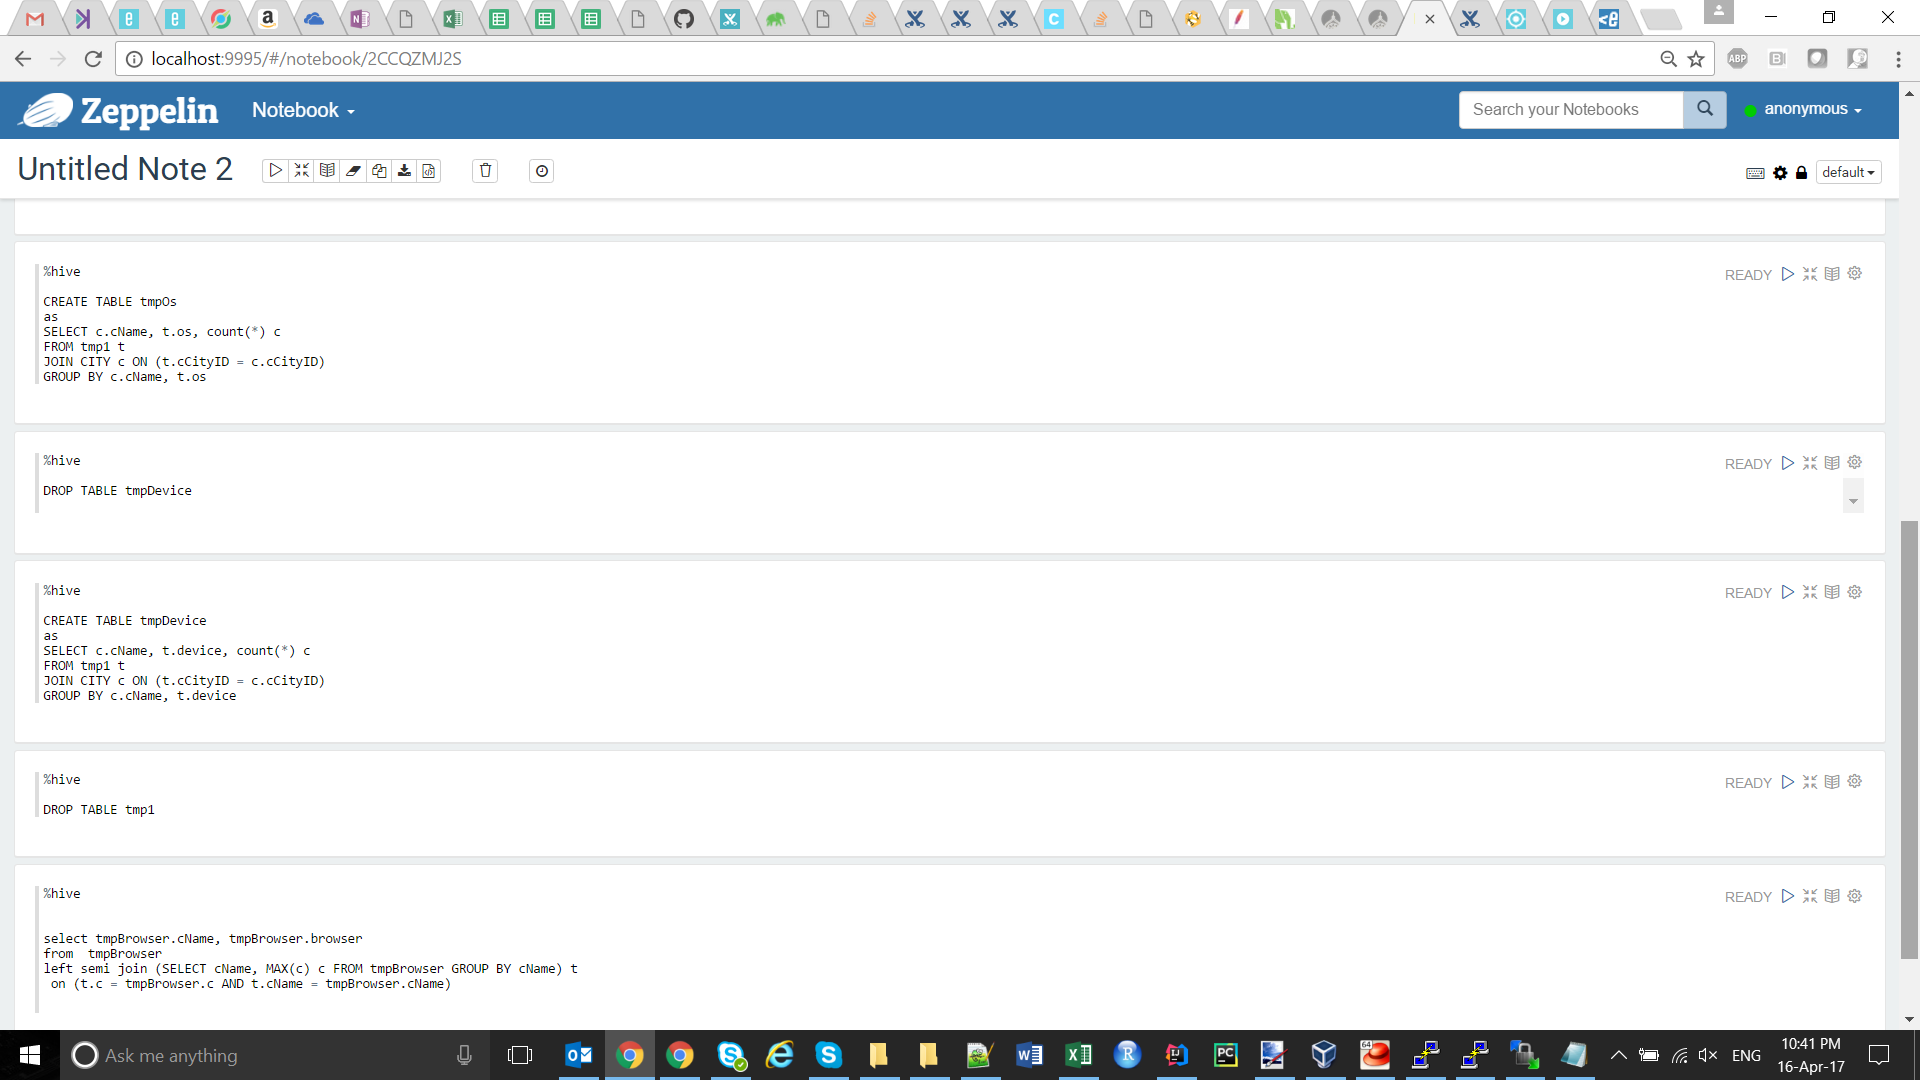 localhost:9995/#/notebook/2CCQZMJ2S
ABP
Zeppelin
Notebook
Search your Notebooks
anonymous
Untitled Note 2
default
%hive
READY
CREATE TABLE tmpOs
as
SELECT c.cName, t.os, count(*) c
FROM tmp1 t
JOIN CITY c ON (t.cCityID = c.cCityID)
GROUP BY c.cName, t.os
%hive
READY
DROP TABLE tmpDevice
%hive
READY
CREATE TABLE tmpDevice
as
SELECT c.cName, t.device, count(*) c
FROM tmp1 t
JOIN CITY c ON (t.cCityID = c.cCityID)
GROUP BY c.cName, t.device
%hive
READY
DROP TABLE tmp1
%hive
READY
select tmpBrowser.cName, tmpBrowser.browser
from  tmpBrowser
left semi join (SELECT cName, MAX(c) c FROM tmpBrowser GROUP BY cName) t
on (t.c = tmpBrowser.c AND t.cName = tmpBrowser.cName)
Ask me anything
ENG
10:41 PM
16-Apr-17